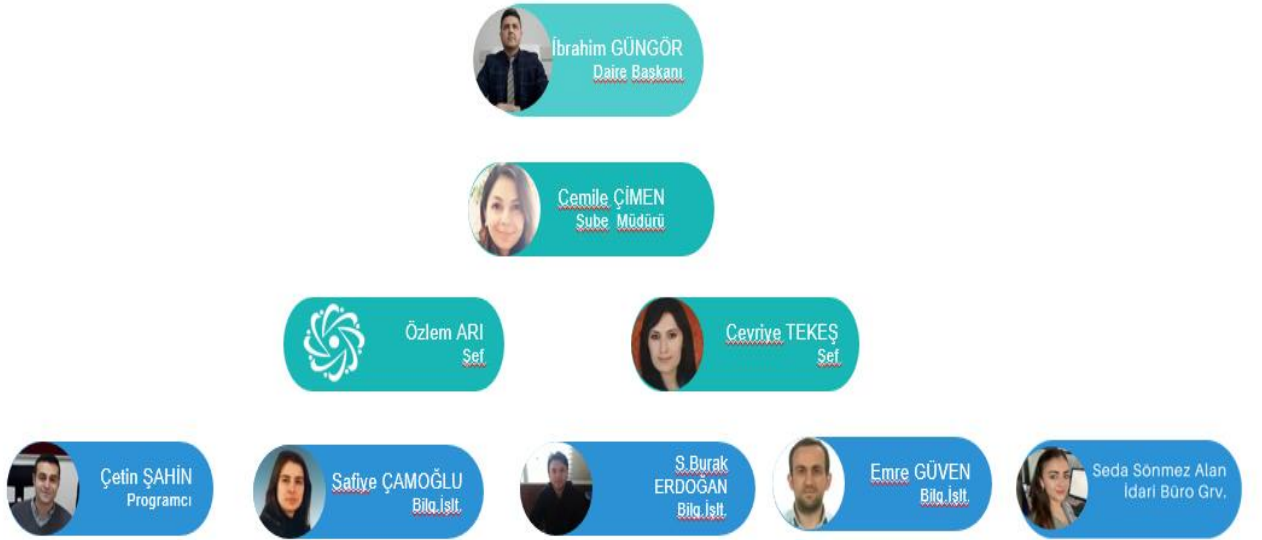 İbrahim GÜNGÖR
Daire Başkanı
Cemile ÇİMEN
Şube Müdürü
Özlem ARI
Şef
Cevriye TEKEŞ
Şef
Çetin ŞAHİN
Programcı
Safiye ÇAMOĞLU
Bilg.İşlt.
S.Burak
ERDOĞAN
Bilg.İşlt.
Emre GÜVEN
Bilg.İşlt.
Seda Sönmez Alan
İdari Büro Grv.